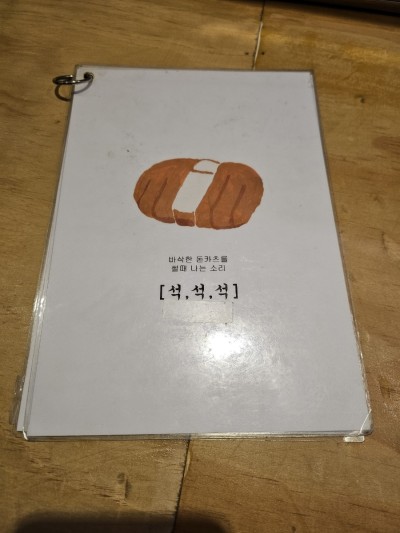 바삭한 돈카츠를
썰때 나는 소리
[석,석,석]